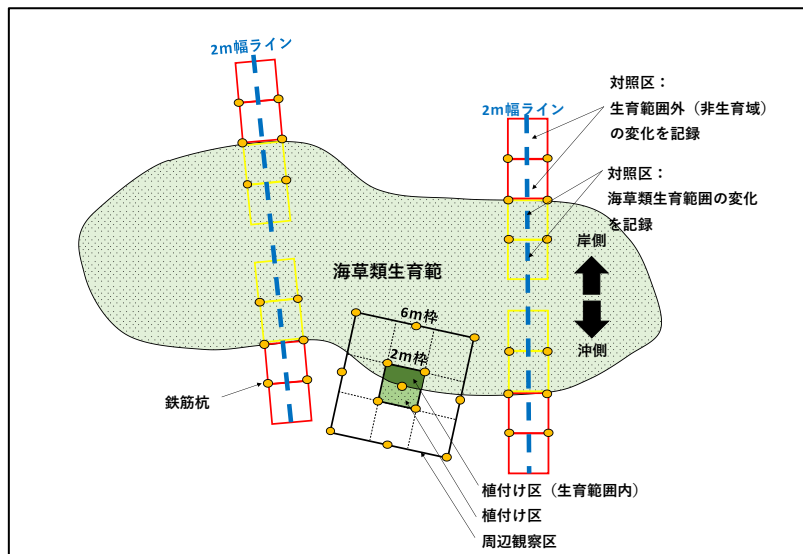 2m幅ライン
2m幅ライン
対照区：
生育範囲外（非生育域）
の変化を記録
対照区：
海草類生育範囲の変化
を記録
岸側
沖側
海草類生育範
6m枠
2m枠
鉄筋杭
植付け区（生育範囲内）
植付け区
周辺観察区